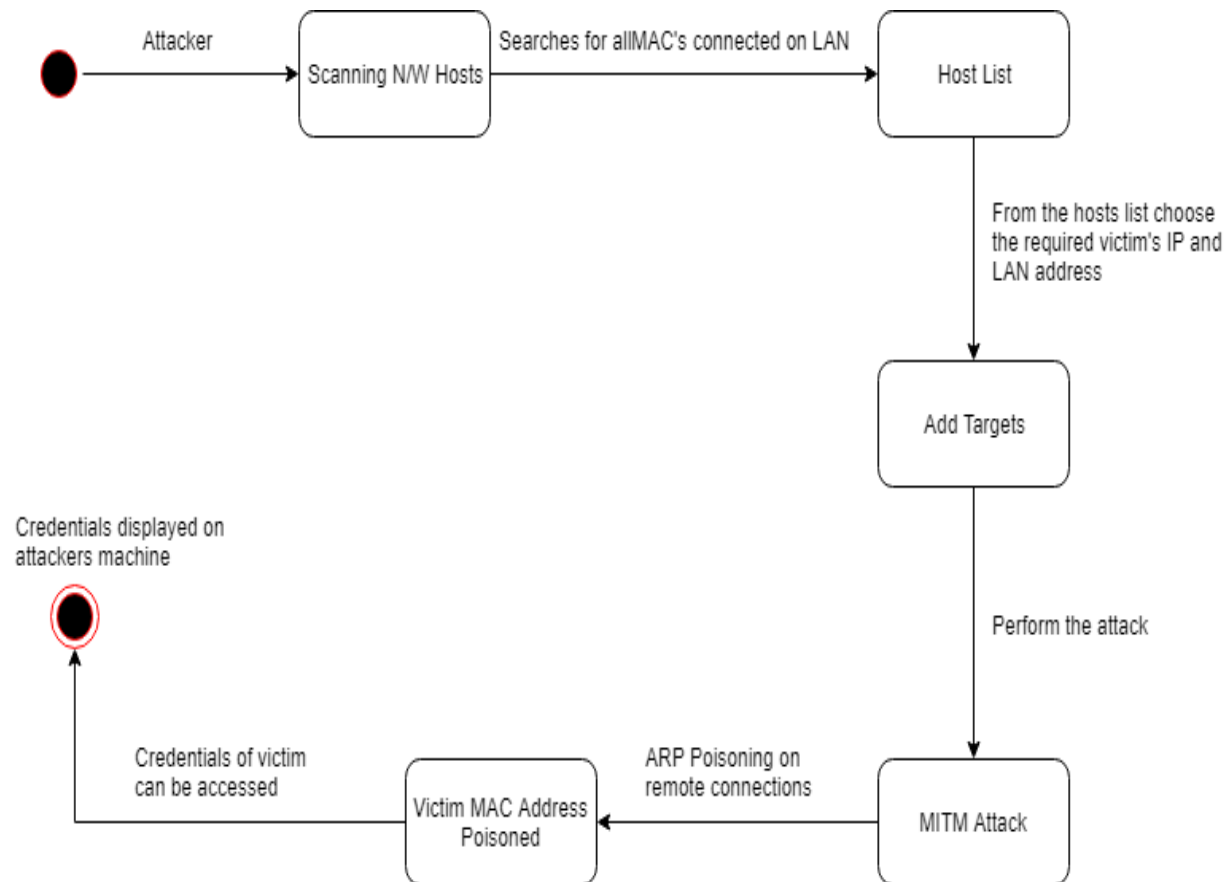 Attacker
Searches for allMAC's connected on LAN
Scanning N/W Hosts
Host List
From the hosts list choose
the required victim's IP and
LAN address
Add Targets
Credentials displayed on
attackers machine
Perform the attack
Credentials of victim
can be accessed
ARP Poisoning on
remote connections
Victim MAC Address
Poisoned
MITM Attack